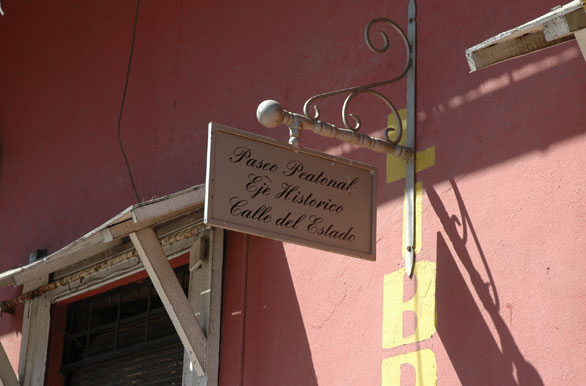 Paseo Peatonal,
Eje Historico
Calle del Estado